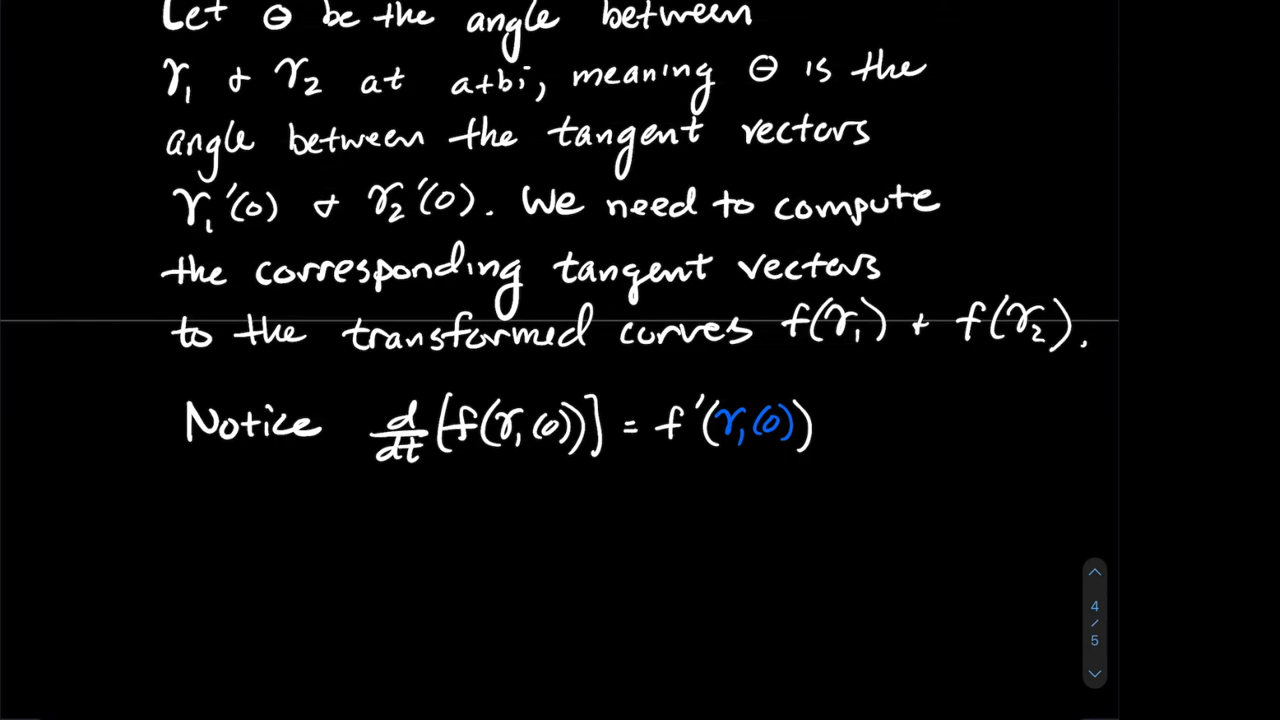 Let θ be the angle between
γ₁ & γ₂ at a+bi, meaning θ is the
angle between the tangent vectors
γ₁'(0) & γ₂'(0). We need to compute
the corresponding tangent vectors
to the transformed curves f(γ₁) + f(γ₂).
Notice d/dt [f(γ₁(0))] = f'(γ₁(0))
4
/
5